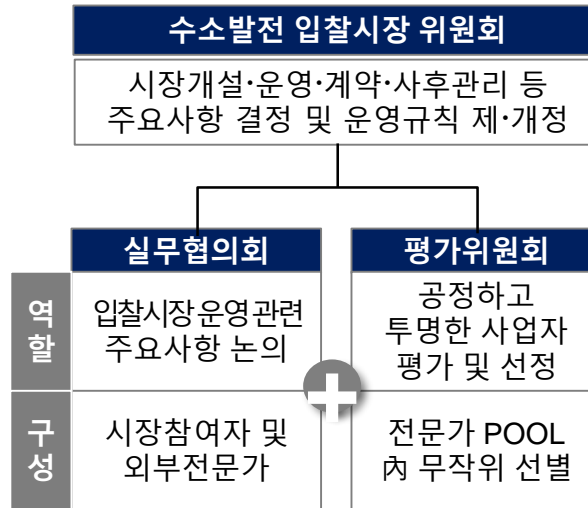 수소발전 입찰시장 위원회
시장개설·운영·계약·사후관리 등
주요사항 결정 및 운영규칙 제·개정
실무협의회
평가위원회
역할
입찰시장운영관련
주요사항 논의
공정하고
투명한 사업자
평가 및 선정
구성
시장참여자 및
외부전문가
전문가 POOL
內 무작위 선별